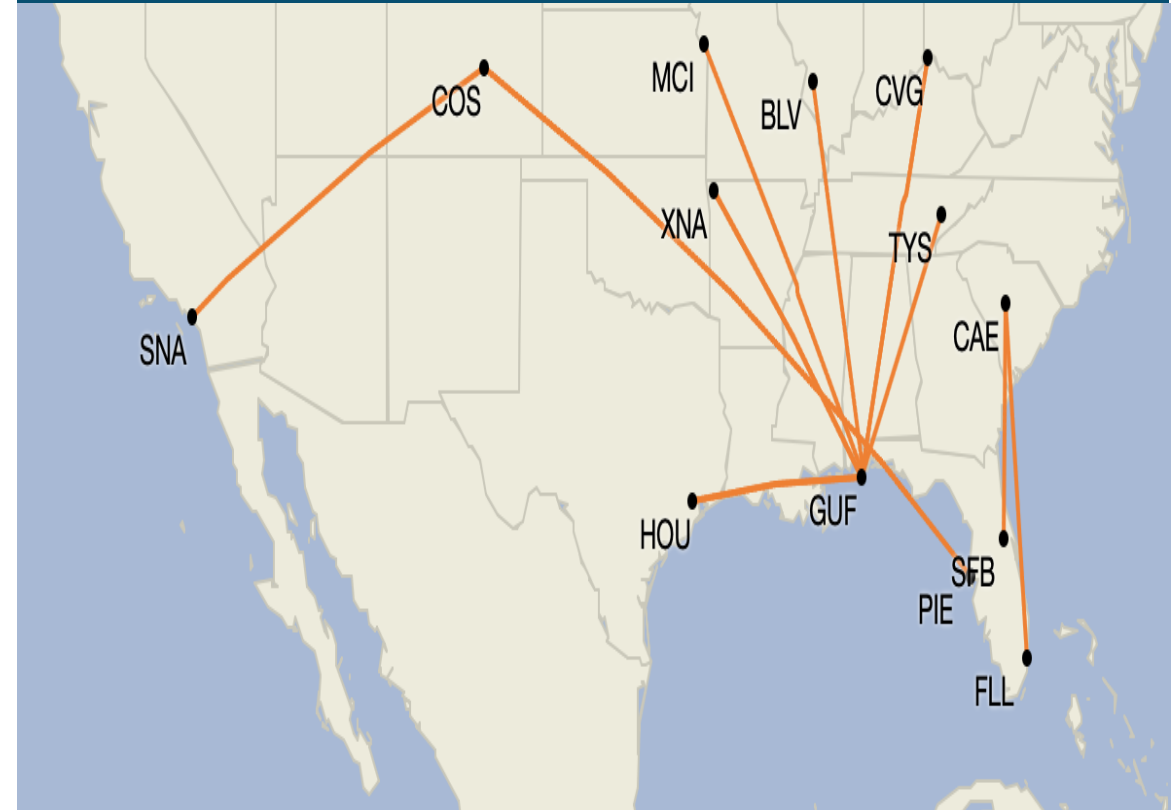 MCI
CVG
COS
BLV
XNA
TYS
CAE
SNA
GUF
HOU
SFB
PIE
FLL